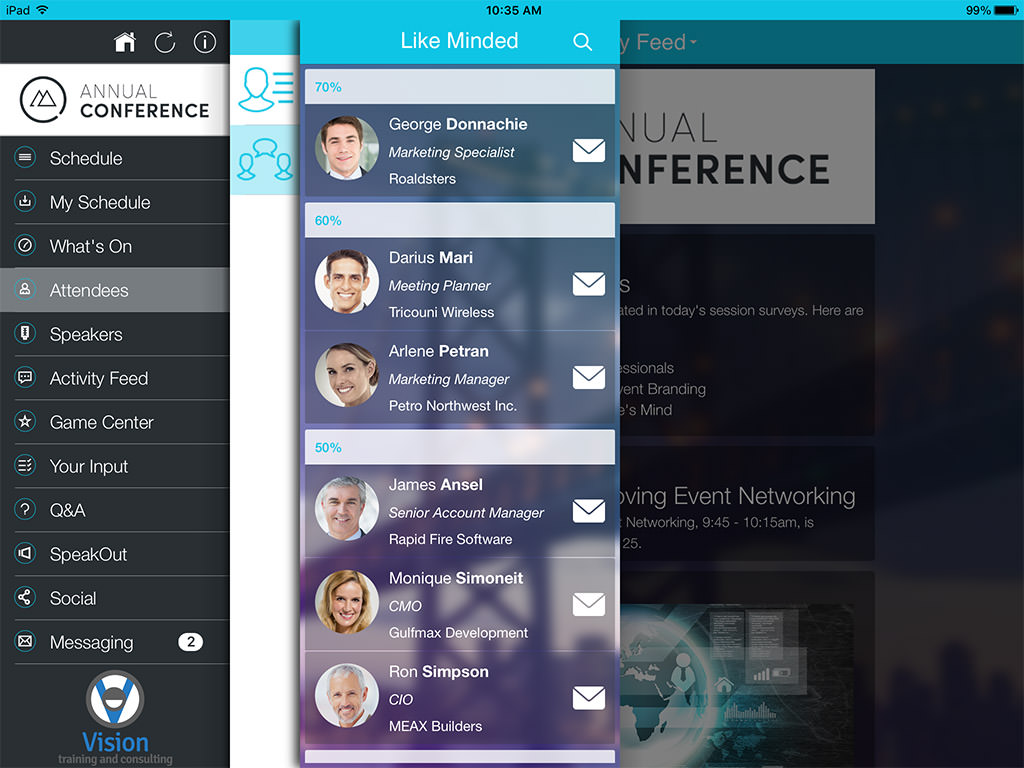 iPad
10:35 AM
99%
ANNUAL
CONFERENCE
Schedule
My Schedule
What's On
Attendees
Speakers
Activity Feed
Game Center
Your Input
Q&A
SpeakOut
Social
Messaging 2
Vision
training and consulting
Like Minded
70%
George Donnachie
Marketing Specialist
Roaldsters
60%
Darius Mari
Meeting Planner
Tricouni Wireless
Arlene Petran
Marketing Manager
Petro Northwest Inc.
50%
James Ansel
Senior Account Manager
Rapid Fire Software
Monique Simoneit
CMO
Gulfmax Development
Ron Simpson
CIO
MEAX Builders
y Feed
NUAL
NFERENCE
s
ated in today's session surveys. Here are
essionals
vent Branding
e's Mind
oving Event Networking
t Networking, 9:45 - 10:15am, is
25.